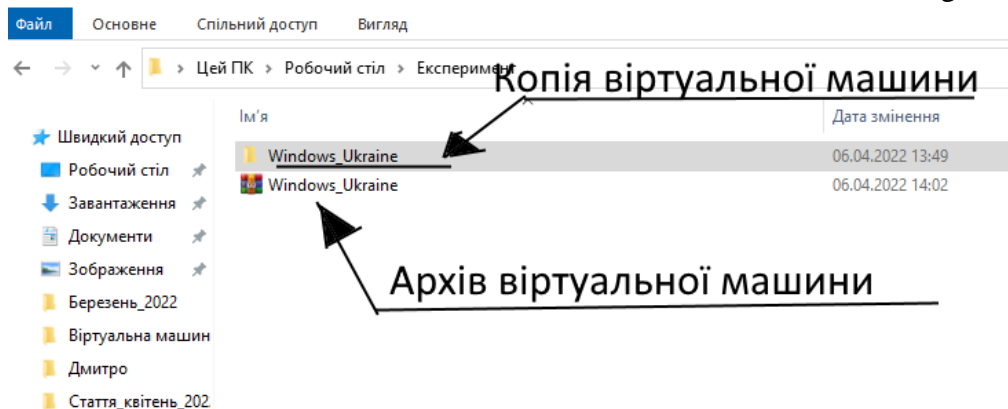 Файл Основне Спільний доступ Вигляд
Цей ПК › Робочий стіл › Експеримент
Копія віртуальної машини
Ім'я Дата змінення
Швидкий доступ
Windows_Ukraine 06.04.2022 13:49
Робочий стіл
Windows_Ukraine 06.04.2022 14:02
Завантаження
Документи
Зображення
Архів віртуальної машини
Березень_2022
Віртуальна машин
Дмитро
Стаття_квітень_202